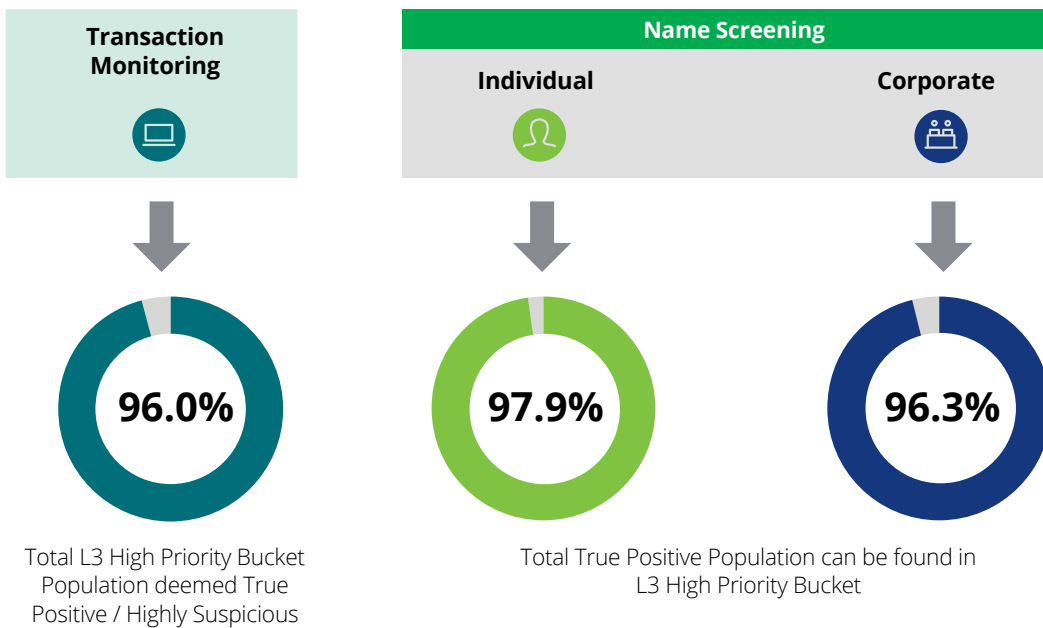 Transaction
Monitoring
Name Screening
Individual
Corporate
96.0%
97.9%
96.3%
Total L3 High Priority Bucket
Population deemed True
Positive / Highly Suspicious
Total True Positive Population can be found in
L3 High Priority Bucket